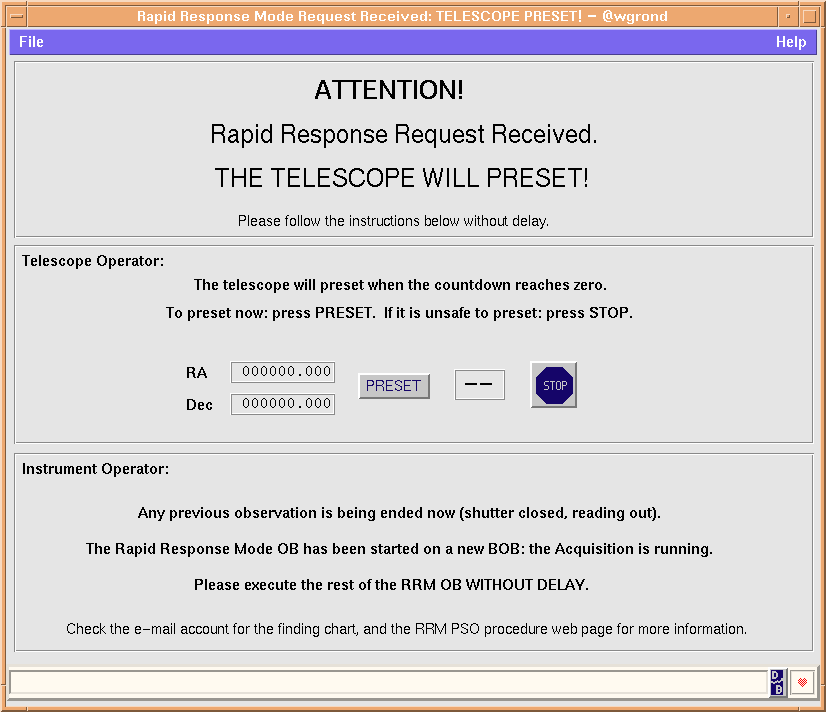 Rapid Response Mode Request Received: TELESCOPE PRESET! - @wgrond
File Help
ATTENTION!
Rapid Response Request Received.
THE TELESCOPE WILL PRESET!
Please follow the instructions below without delay.
Telescope Operator:
The telescope will preset when the countdown reaches zero.
To preset now: press PRESET. If it is unsafe to preset: press STOP.
RA 000000.000
PRESET -- STOP
Dec 000000.000
Instrument Operator:
Any previous observation is being ended now (shutter closed, reading out).
The Rapid Response Mode OB has been started on a new BOB: the Acquisition is running.
Please execute the rest of the RRM OB WITHOUT DELAY.
Check the e-mail account for the finding chart, and the RRM PSO procedure web page for more information.
D
B